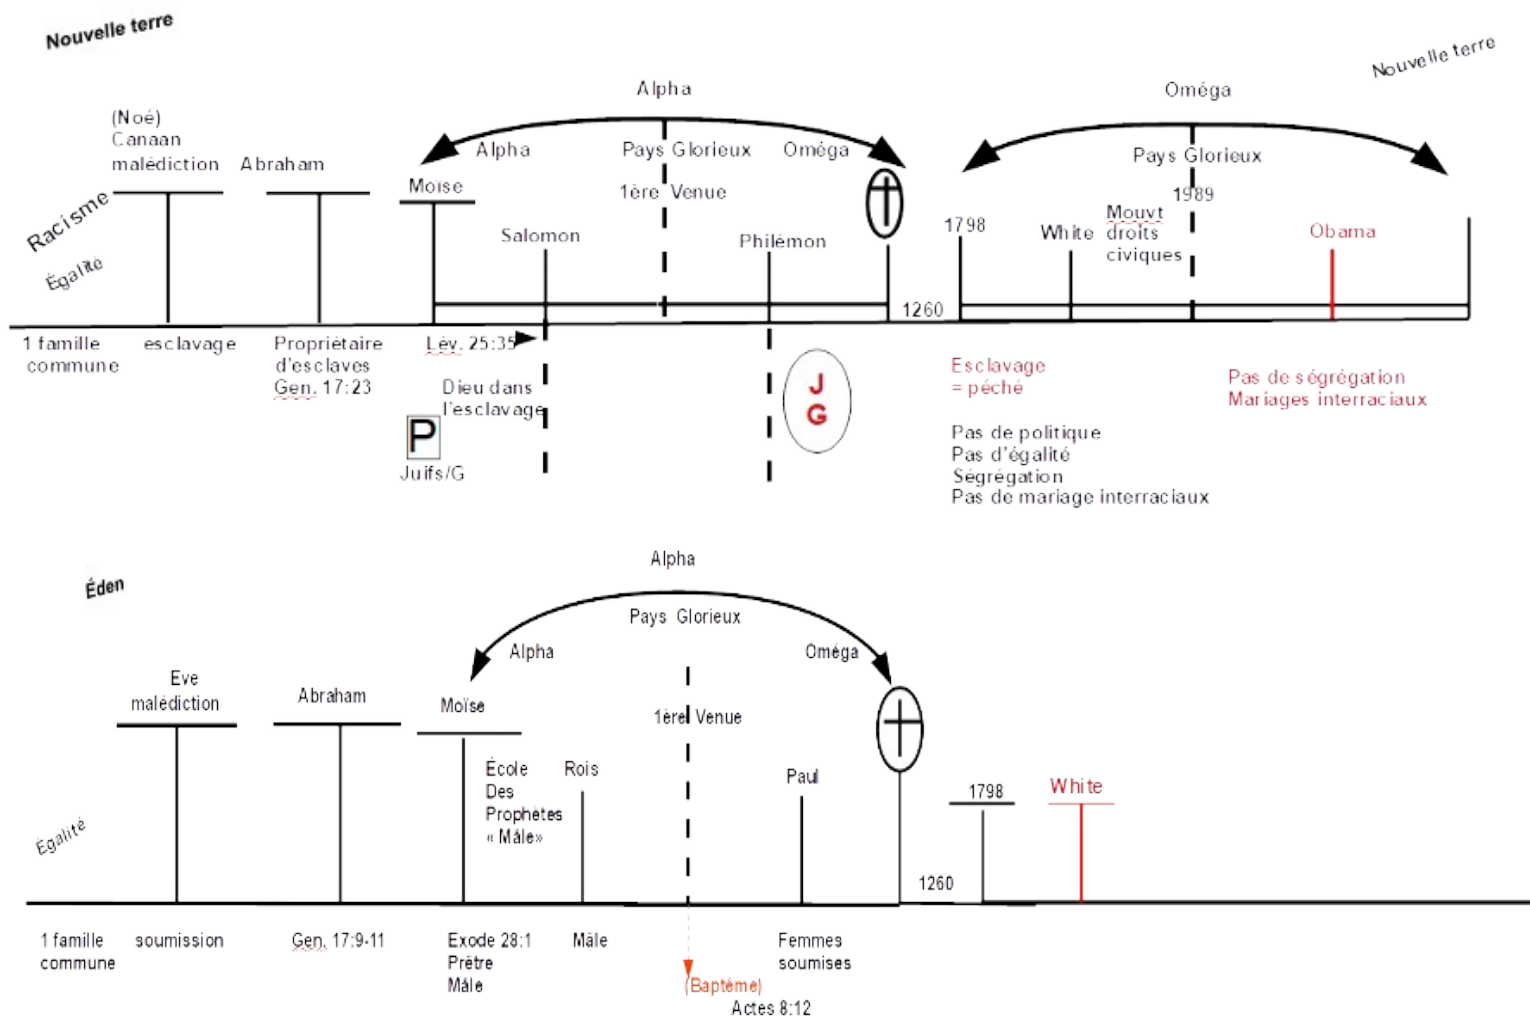 Nouvelle terre
Nouvelle terre
Alpha
Oméga
(Noé)
Canaan
malédiction
Abraham
Moïse
Alpha
Pays Glorieux
Oméga
1ère Venue
Pays Glorieux
1989
Racisme
Égalité
Salomon
Philémon
1798
White
Mouvt
droits
civiques
Obama
1260
1 famille
commune
esclavage
Propriétaire
d'esclaves
Gen. 17:23
Lév. 25:35
Dieu dans
l'esclavage
P
Juifs/G
J
G
Esclavage
= péché
Pas de politique
Pas d'égalité
Ségrégation
Pas de mariage interraciaux
Pas de ségrégation
Mariages interraciaux
Éden
Alpha
Pays Glorieux
Alpha
Oméga
Eve
malédiction
Abraham
Moïse
1ère Venue
École
Des
Prophètes
« Mâle»
Rois
Paul
1798
White
Égalité
1260
1 famille
commune
soumission
Gen. 17:9-11
Exode 28:1
Prêtre
Mâle
Mâle
Femmes
soumises
(Baptême)
Actes 8:12